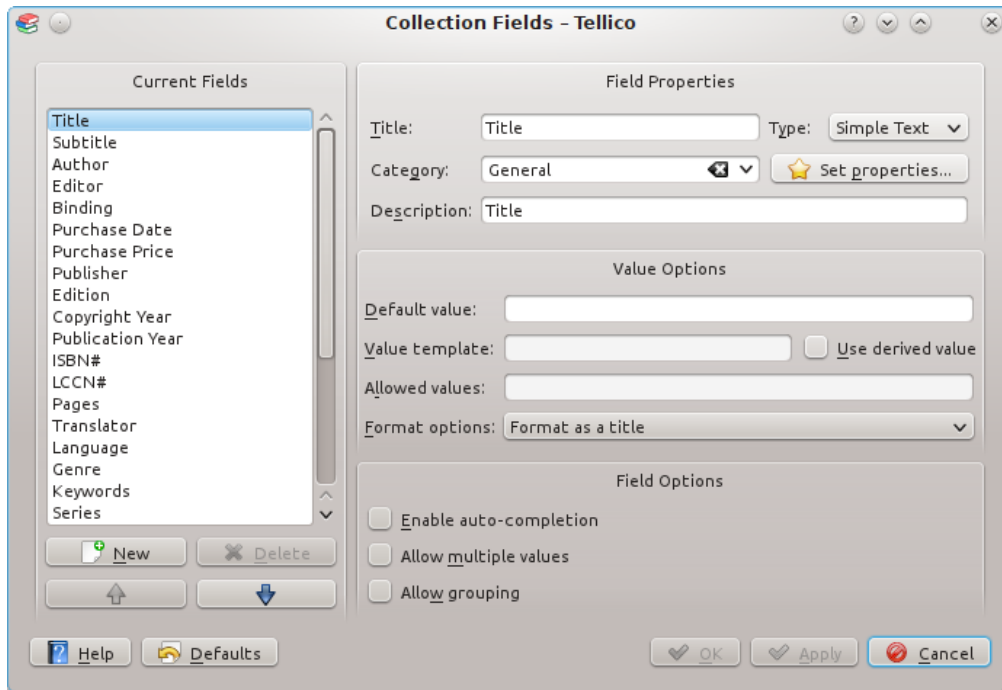 Collection Fields – Tellico
Current Fields
Title
Subtitle
Author
Editor
Binding
Purchase Date
Purchase Price
Publisher
Edition
Copyright Year
Publication Year
ISBN#
LCCN#
Pages
Translator
Language
Genre
Keywords
Series
New
Delete
Field Properties
Title: Title Type: Simple Text
Category: General Set properties...
Description: Title
Value Options
Default value:
Value template: Use derived value
Allowed values:
Format options: Format as a title
Field Options
Enable auto-completion
Allow multiple values
Allow grouping
Help Defaults OK Apply Cancel